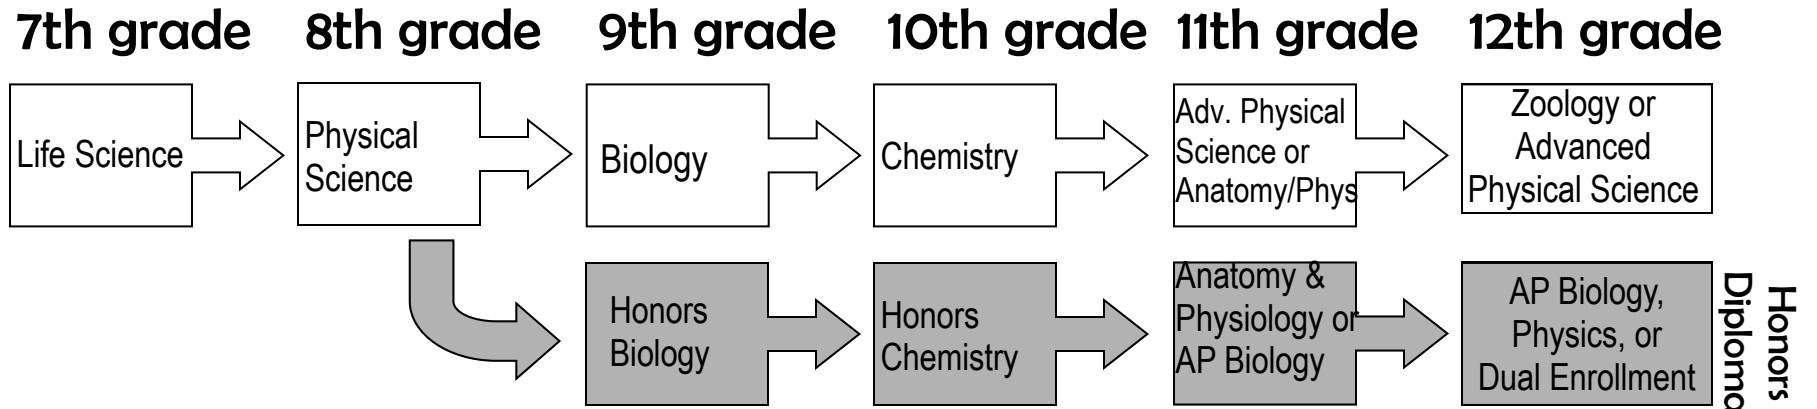 7th grade 8th grade 9th grade 10th grade 11th grade 12th grade
Life Science
Physical
Science
Biology
Chemistry
Adv. Physical
Science or
Anatomy/Phys
Zoology or
Advanced
Physical Science
Honors
Biology
Honors
Chemistry
Anatomy &
Physiology or
AP Biology
AP Biology,
Physics, or
Dual Enrollment
Honors
Diploma